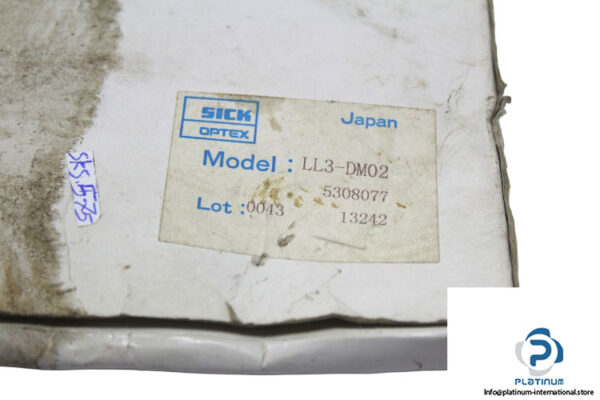 SICK
OPTEX
Japan
Model : LL3-DM02
5308077
Lot : 0043
13242
PLATINUM
Info@platinum-international.store